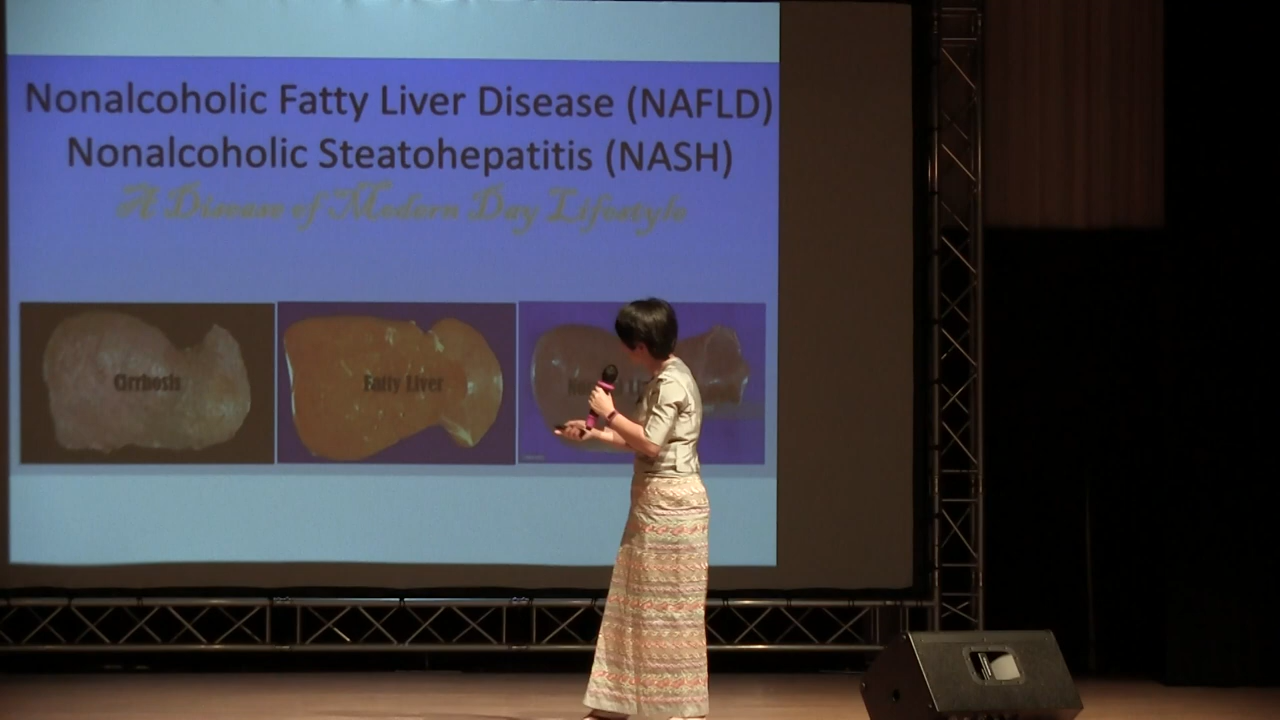 Nonalcoholic Fatty Liver Disease (NAFLD)
Nonalcoholic Steatohepatitis (NASH)
A Disease of Modern Day Lifestyle
Cirrhosis
Fatty Liver